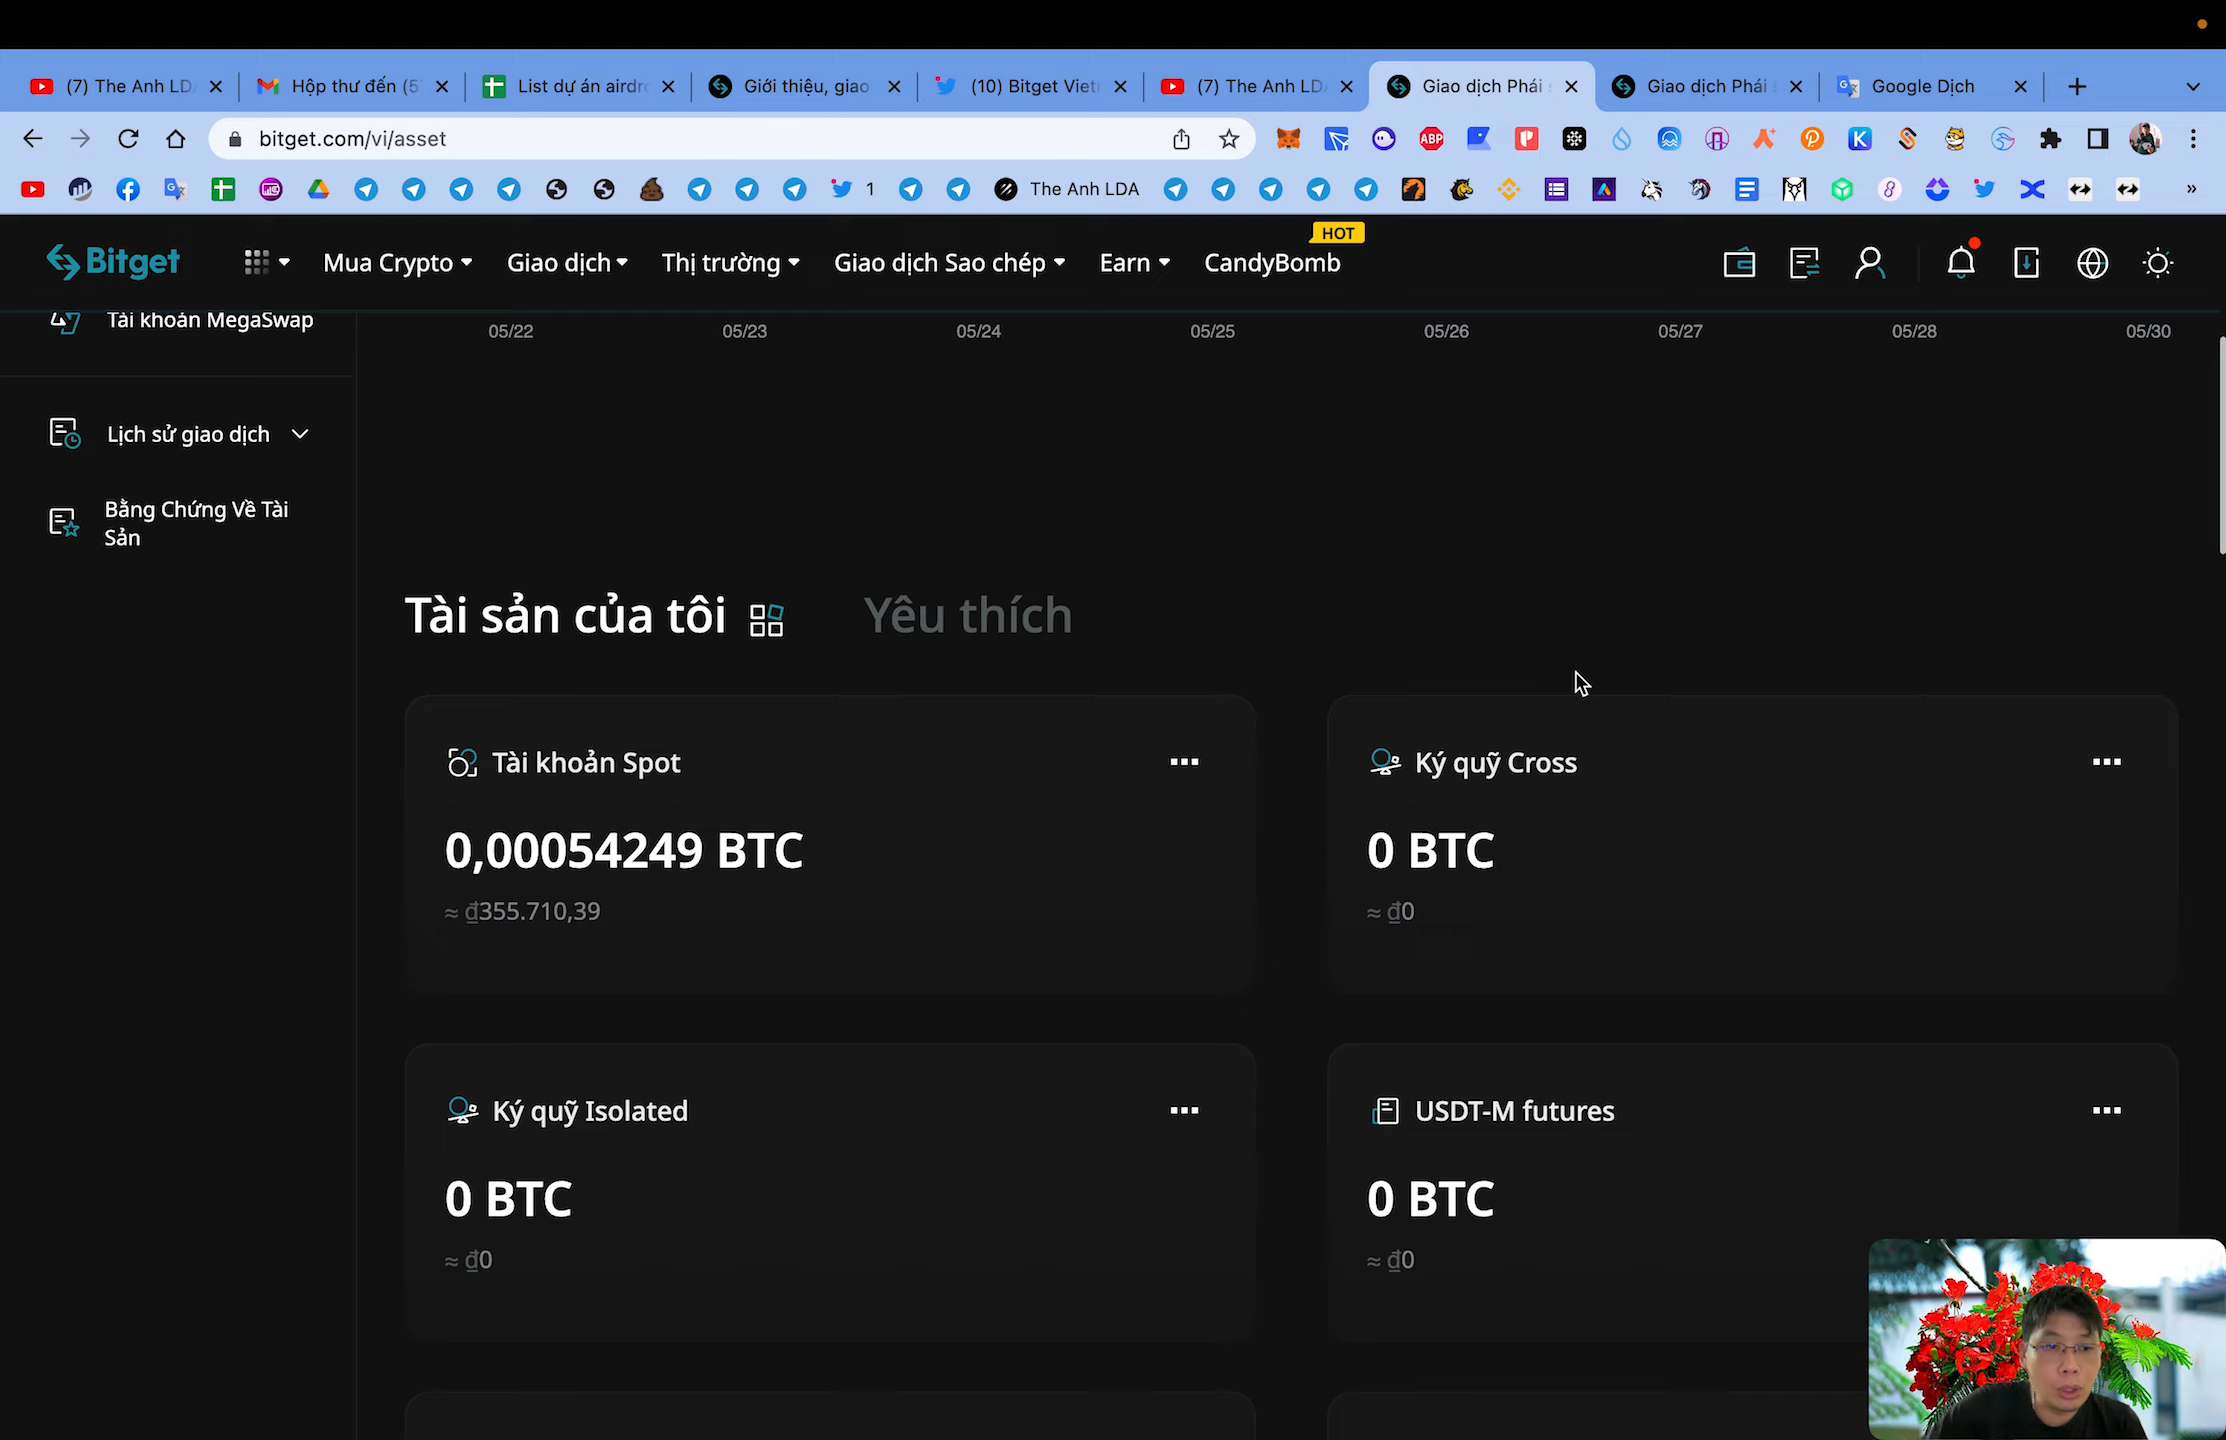 (7) The Anh LD
Hộp thư đến (5
List dự án airdr
Giới thiệu, giao
(10) Bitget Viet
(7) The Anh LD
Giao dịch Phái
Giao dịch Phái
Google Dịch
bitget.com/vi/asset
ABP
1
The Anh LDA
Bitget
Mua Crypto
Giao dịch
Thị trường
Giao dịch Sao chép
Earn
CandyBomb
HOT
Tài khoản MegaSwap
05/22
05/23
05/24
05/25
05/26
05/27
05/28
05/30
Lịch sử giao dịch
Bằng Chứng Về Tài
Sản
Tài sản của tôi
Yêu thích
Tài khoản Spot
0,00054249 BTC
≈ ₫355.710,39
Ký quỹ Cross
0 BTC
≈ ₫0
Ký quỹ Isolated
0 BTC
≈ ₫0
USDT-M futures
0 BTC
≈ ₫0